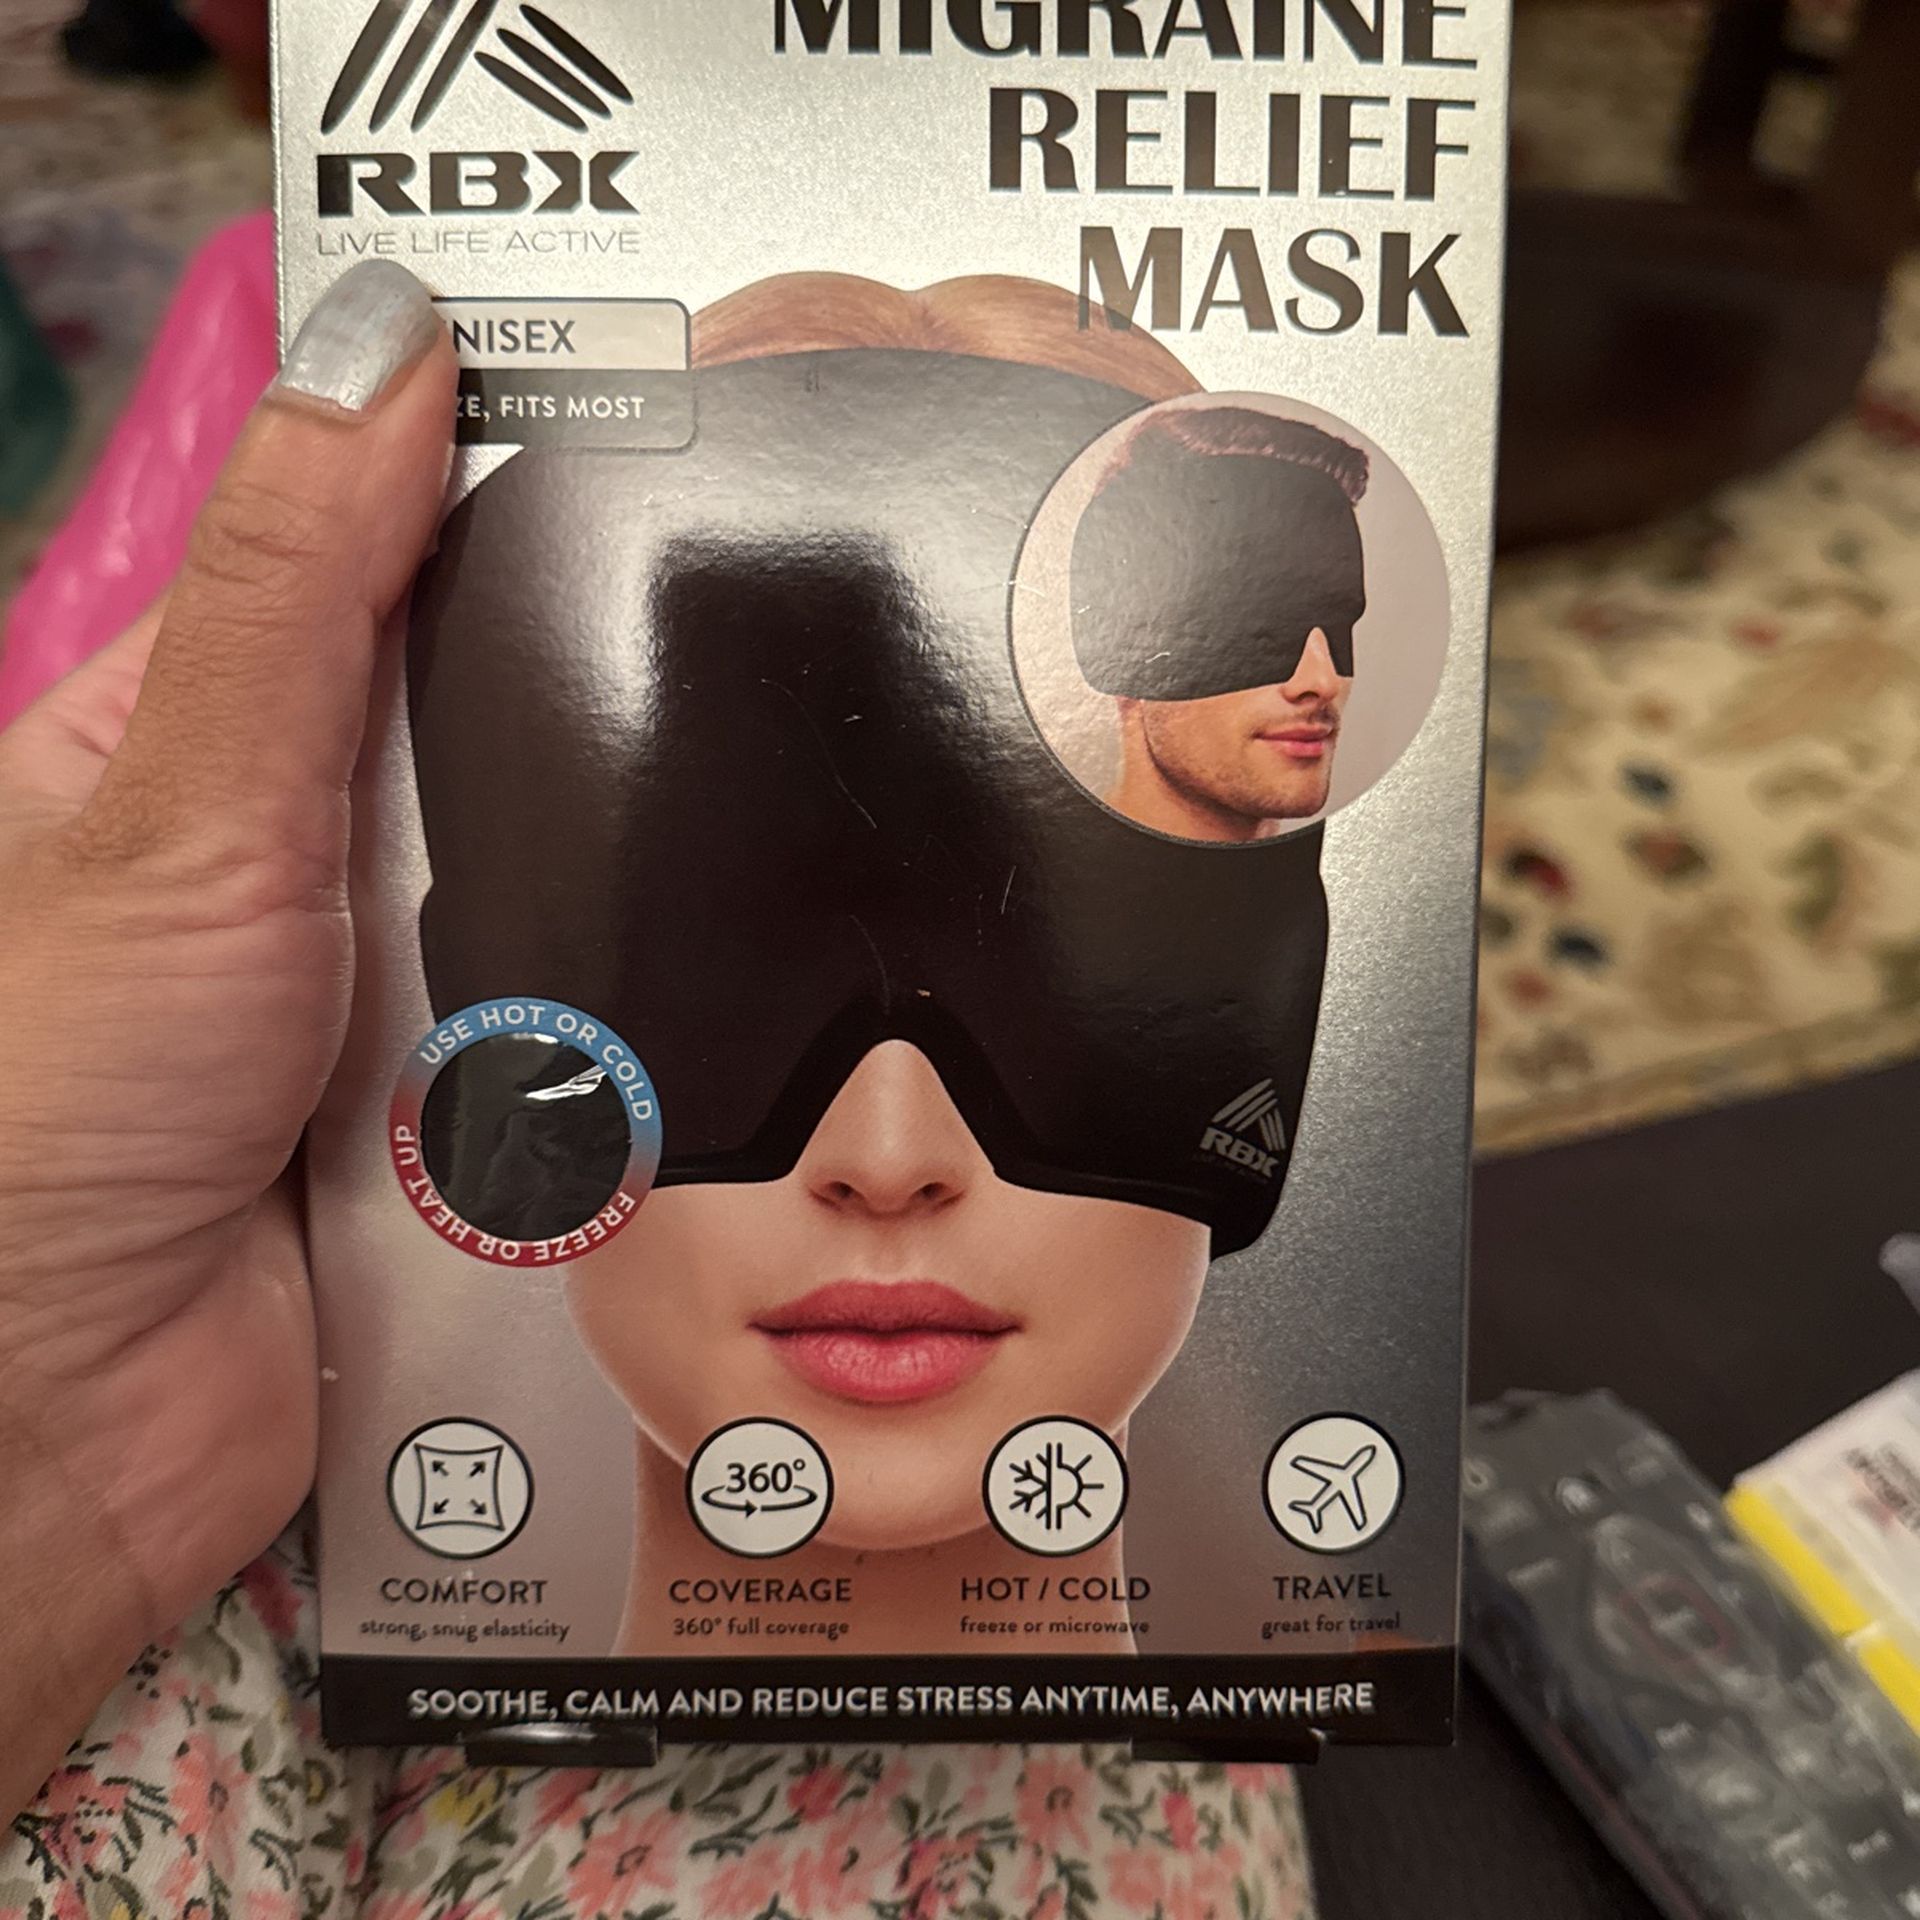 MIGRAINE
RELIEF
MASK
RBX
LIVE LIFE ACTIVE
NISEX
ZE, FITS MOST
USE HOT OR COLD
FREEZE OR HEAT UP
RBX
COMFORT
strong, snug elasticity
360°
COVERAGE
360° full coverage
HOT / COLD
freeze or microwave
TRAVEL
great for travel
SOOTHE, CALM AND REDUCE STRESS ANYTIME, ANYWHERE